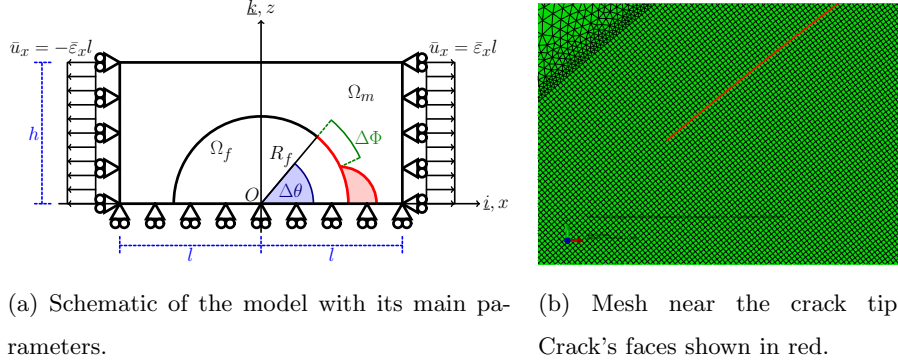 k, z
ū_x = −ε̄_x l
ū_x = ε̄_x l
Ω_m
h
Ω_f
R_f
ΔΦ
Δθ
O
i, x
l
l
(a) Schematic of the model with its main pa-
rameters.
(b) Mesh near the crack tip
Crack's faces shown in red.